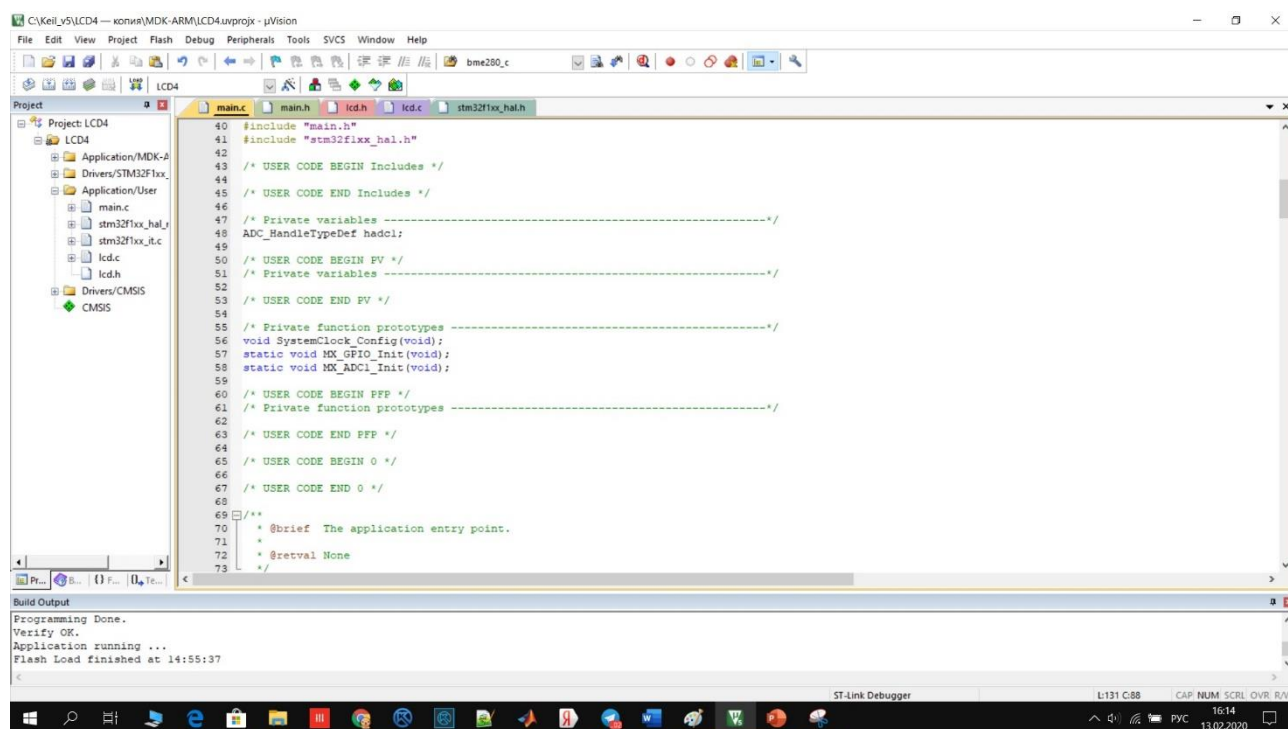 C:\Keil_v5\LCD4 — копия\MDK-ARM\LCD4.uvprojx - µVision
File Edit View Project Flash Debug Peripherals Tools SVCS Window Help
bme280_c
LOAD LCD4
Project
main.c main.h lcd.h lcd.c stm32f1xx_hal.h
Project: LCD4
LCD4
Application/MDK-A
Drivers/STM32F1xx_
Application/User
main.c
stm32f1xx_hal_r
stm32f1xx_it.c
lcd.c
lcd.h
Drivers/CMSIS
CMSIS
40 #include "main.h"
41 #include "stm32f1xx_hal.h"
42
43 /* USER CODE BEGIN Includes */
44
45 /* USER CODE END Includes */
46
47 /* Private variables ---------------------------------------------------------*/
48 ADC_HandleTypeDef hadc1;
49
50 /* USER CODE BEGIN PV */
51 /* Private variables ---------------------------------------------------------*/
52
53 /* USER CODE END PV */
54
55 /* Private function prototypes -----------------------------------------------*/
56 void SystemClock_Config(void);
57 static void MX_GPIO_Init(void);
58 static void MX_ADC1_Init(void);
59
60 /* USER CODE BEGIN PFP */
61 /* Private function prototypes -----------------------------------------------*/
62
63 /* USER CODE END PFP */
64
65 /* USER CODE BEGIN 0 */
66
67 /* USER CODE END 0 */
68
69 /**
70 * @brief The application entry point.
71 *
72 * @retval None
73 */
Pr... B... {} F... 0 Te...
Build Output
Programming Done.
Verify OK.
Application running ...
Flash Load finished at 14:55:37
ST-Link Debugger L:131 C:88 CAP NUM SCRL OVR R/W
РУС 16:14
13.02.2020